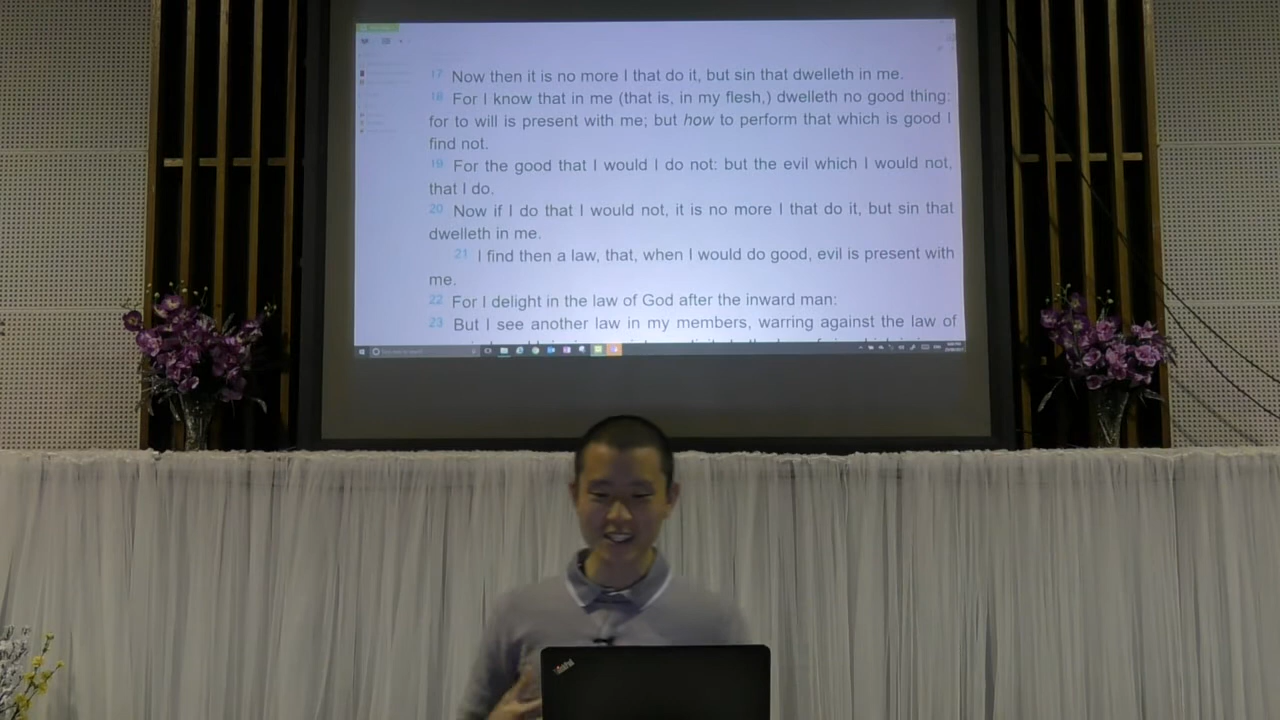 17 Now then it is no more I that do it, but sin that dwelleth in me.
18 For I know that in me (that is, in my flesh,) dwelleth no good thing:
for to will is present with me; but how to perform that which is good I
find not.
19 For the good that I would I do not: but the evil which I would not,
that I do.
20 Now if I do that I would not, it is no more I that do it, but sin that
dwelleth in me.
21 I find then a law, that, when I would do good, evil is present with
me.
22 For I delight in the law of God after the inward man:
23 But I see another law in my members, warring against the law of